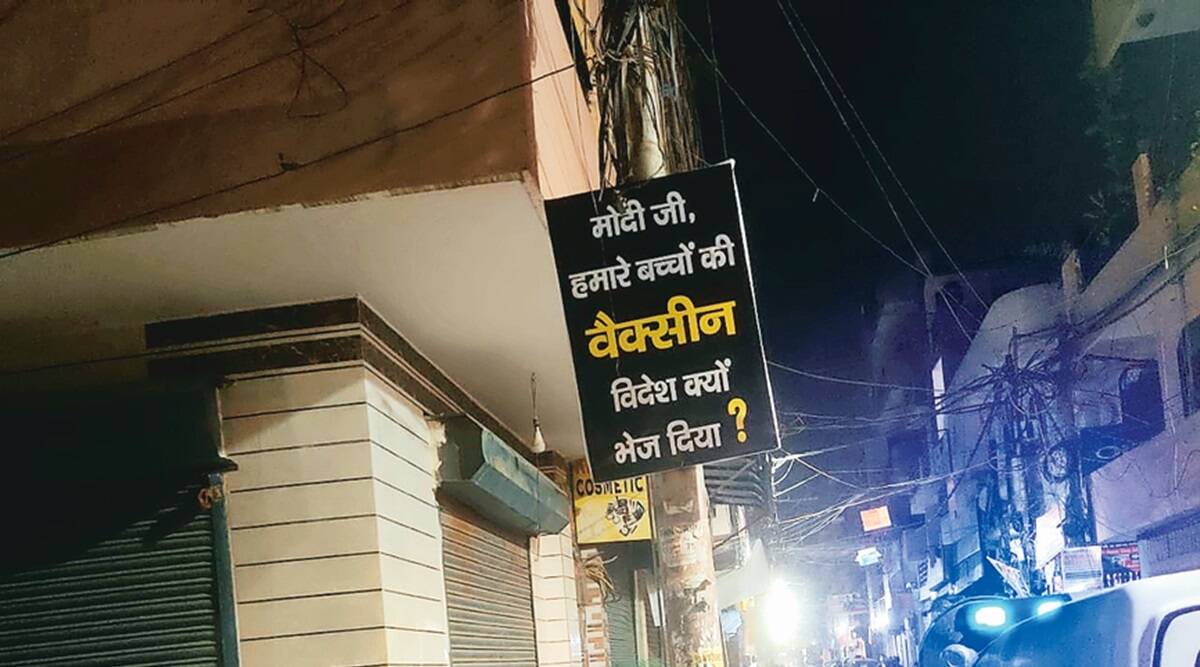 मोदी जी,
हमारे बच्चों की
वैक्सीन
विदेश क्यों
भेज दिया ?
COSMETIC